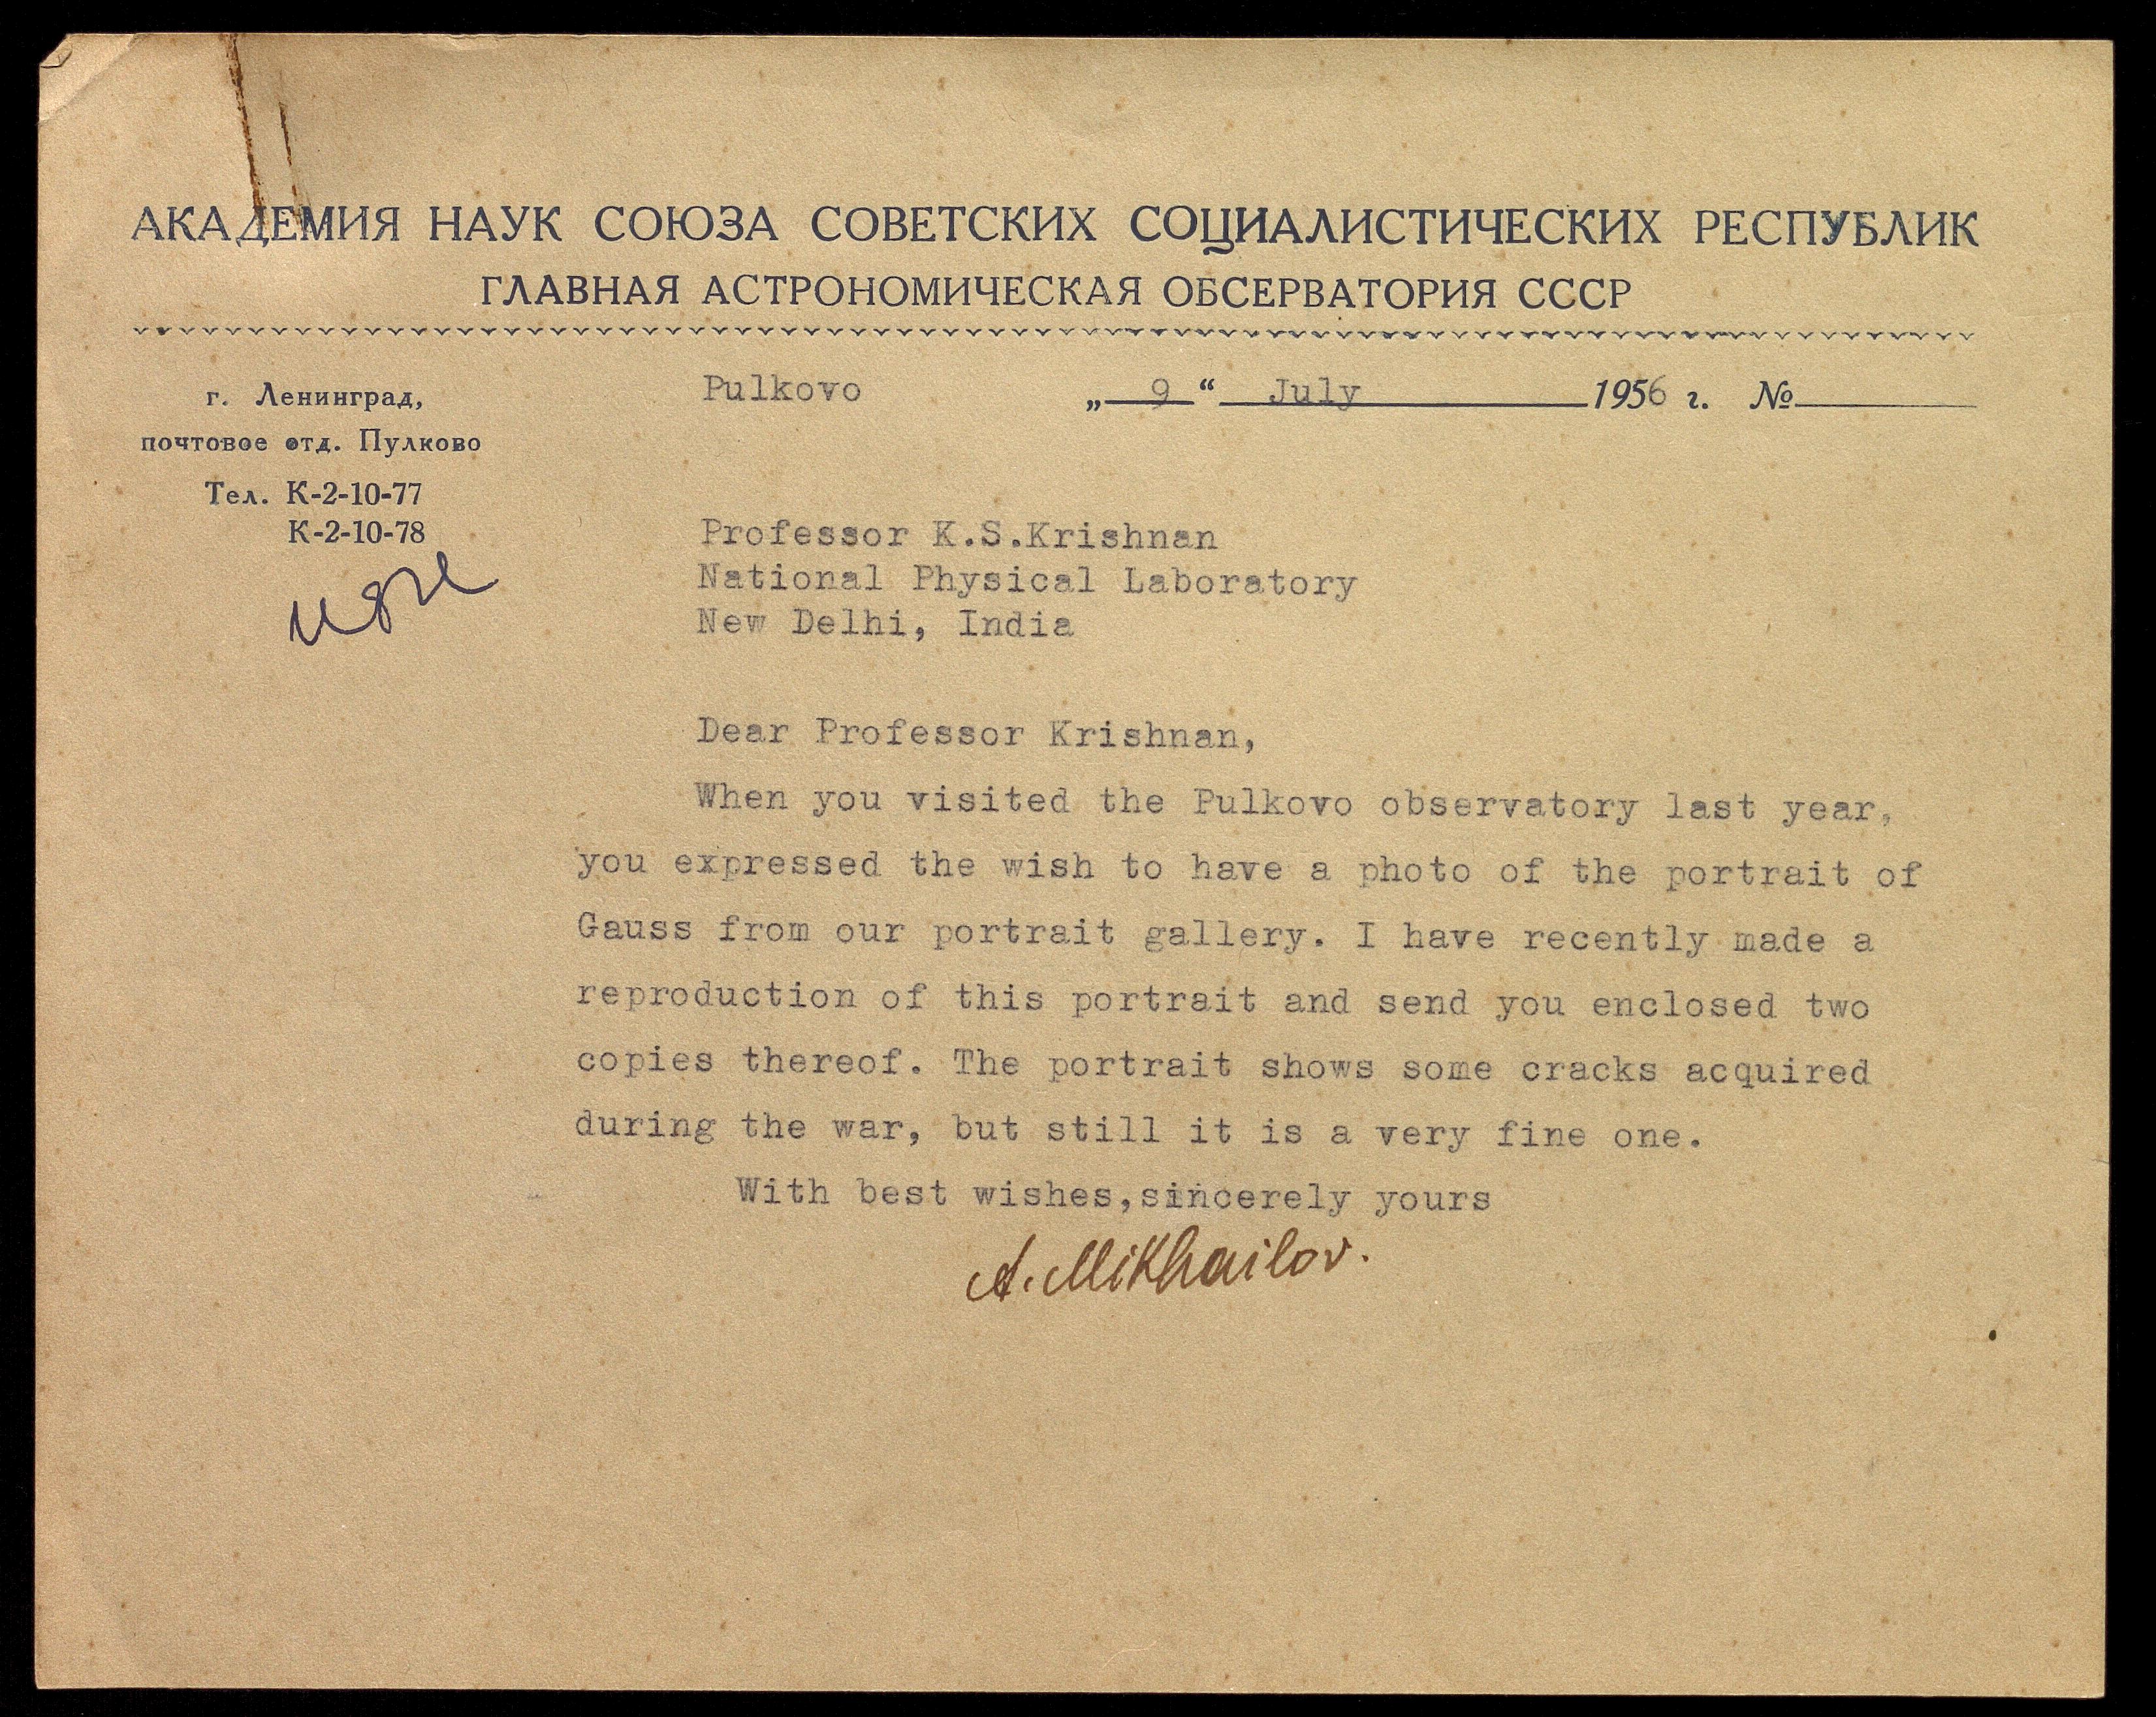 АКАДЕМИЯ НАУК СОЮЗА СОВЕТСКИХ СОЦИАЛИСТИЧЕСКИХ РЕСПУБЛИК
ГЛАВНАЯ АСТРОНОМИЧЕСКАЯ ОБСЕРВАТОРИЯ СССР
г. Ленинград,
почтовое отд. Пулково
Тел. К-2-10-77
К-2-10-78
Pulkovo „ 9 “ July 1956 г. №
Professor K.S.Krishnan
National Physical Laboratory
New Delhi, India
Dear Professor Krishnan,
When you visited the Pulkovo observatory last year,
you expressed the wish to have a photo of the portrait of
Gauss from our portrait gallery. I have recently made a
reproduction of this portrait and send you enclosed two
copies thereof. The portrait shows some cracks acquired
during the war, but still it is a very fine one.
With best wishes,sincerely yours
A. Mikhailov.